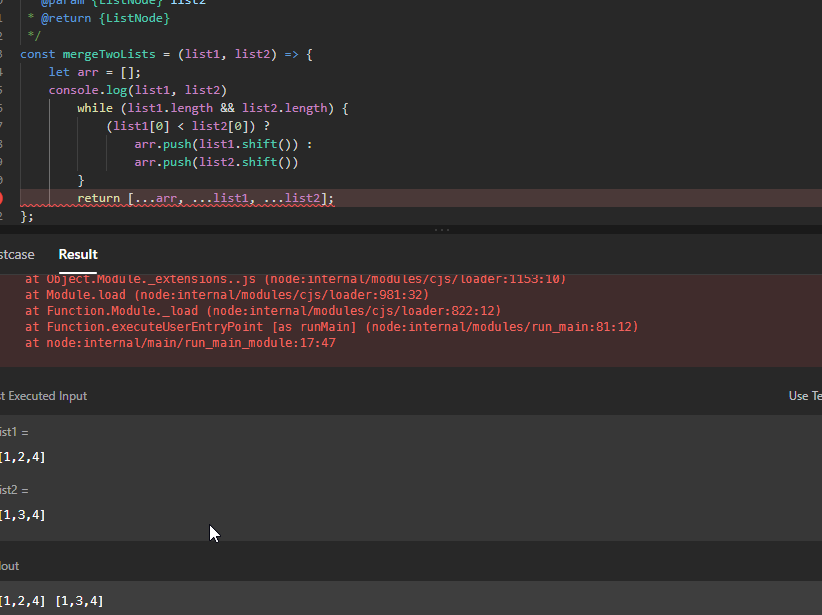 @param {ListNode} list2
* @return {ListNode}
*/
const mergeTwoLists = (list1, list2) => {
let arr = [];
console.log(list1, list2)
while (list1.length && list2.length) {
(list1[0] < list2[0]) ?
arr.push(list1.shift()) :
arr.push(list2.shift())
}
return [...arr, ...list1, ...list2];
};
stcase Result
at Object.Module._extensions..js (node:internal/modules/cjs/loader:1153:10)
at Module.load (node:internal/modules/cjs/loader:981:32)
at Function.Module._load (node:internal/modules/cjs/loader:822:12)
at Function.executeUserEntryPoint [as runMain] (node:internal/modules/run_main:81:12)
at node:internal/main/run_main_module:17:47
t Executed Input Use Te
ist1 =
[1,2,4]
ist2 =
[1,3,4]
out
[1,2,4] [1,3,4]